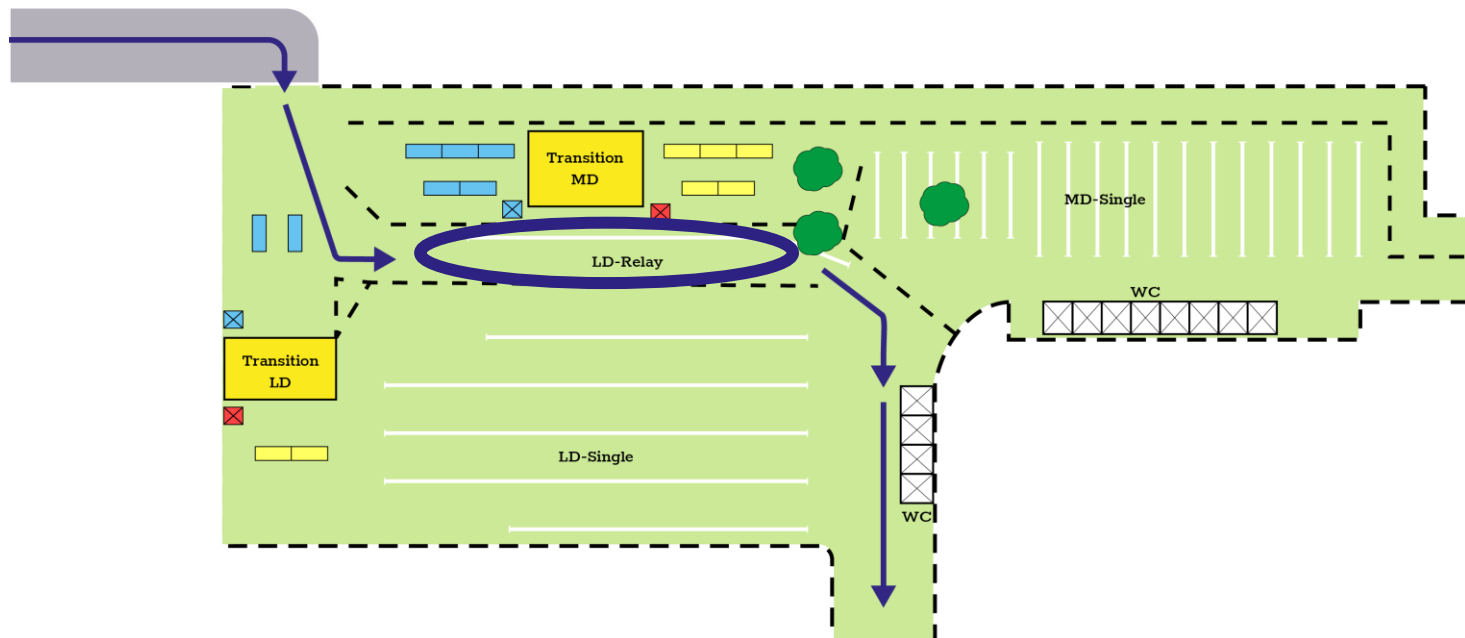 Transition
MD
MD-Single
LD-Relay
WC
Transition
LD
LD-Single
WC